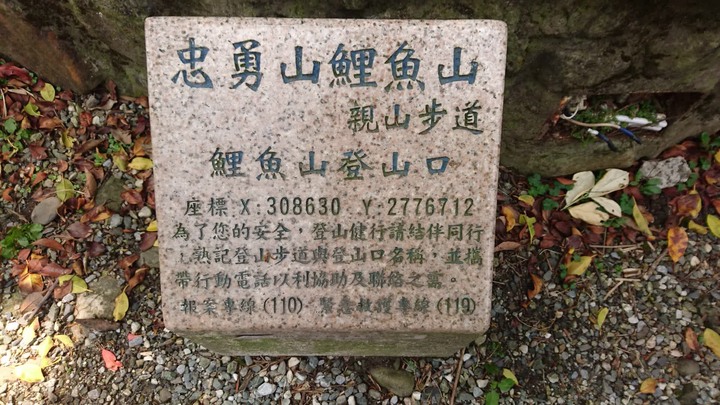 忠勇山鯉魚山
親山步道
鯉魚山登山口
座標X:308630 Y:2776712
為了您的安全,登山健行請結伴同行
;熟記登山步道與登山口名稱,並攜
帶行動電話以利協助及聯絡之需。
報案專線(110) 緊急救護專線(119)